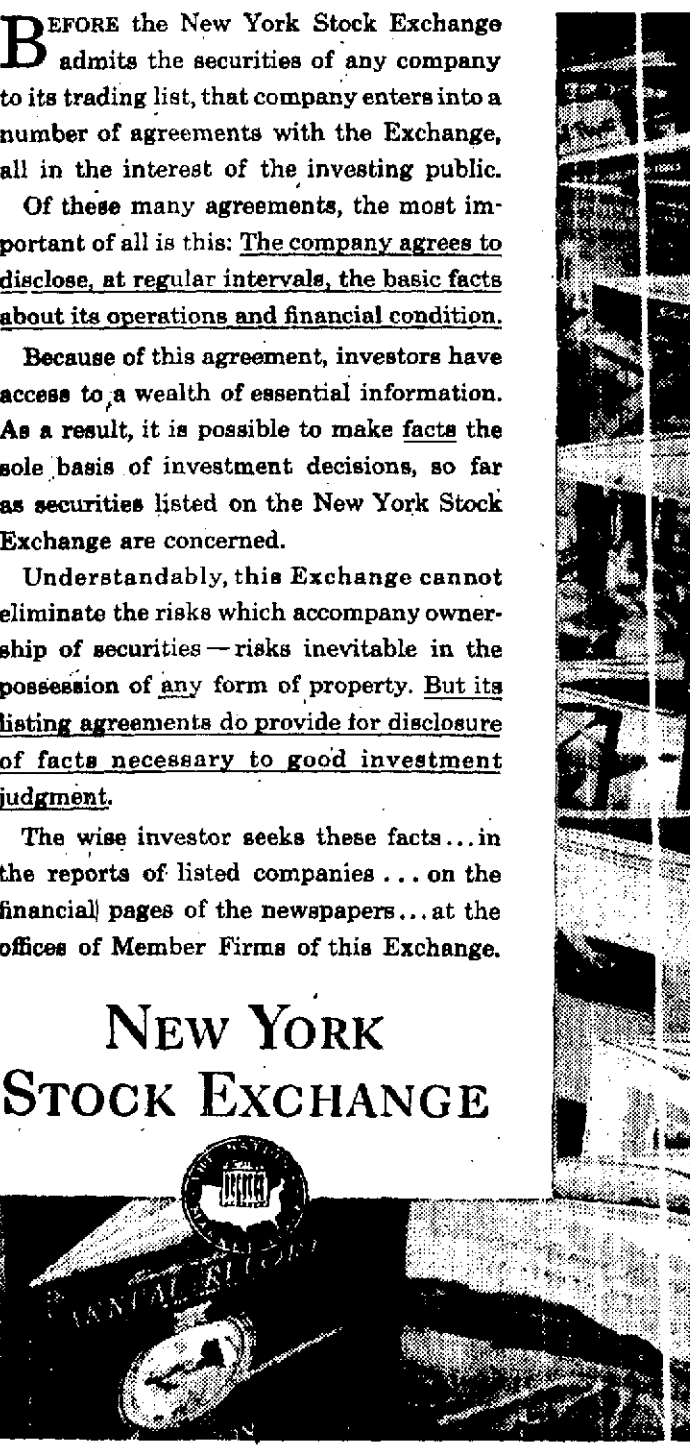 BEFORE the New York Stock Exchange
admits the securities of any company
to its trading list, that company enters into a
number of agreements with the Exchange,
all in the interest of the investing public.
Of these many agreements, the most im-
portant of all is this: The company agrees to
disclose, at regular intervals, the basic facts
about its operations and financial condition.
Because of this agreement, investors have
access to a wealth of essential information.
As a result, it is possible to make facts the
sole basis of investment decisions, so far
as securities listed on the New York Stock
Exchange are concerned.
Understandably, this Exchange cannot
eliminate the risks which accompany owner-
ship of securities—risks inevitable in the
possession of any form of property. But its
listing agreements do provide for disclosure
of facts necessary to good investment
judgment.
The wise investor seeks these facts...in
the reports of listed companies ... on the
financial pages of the newspapers...at the
offices of Member Firms of this Exchange.
NEW YORK
STOCK EXCHANGE
ANNUAL REPORT